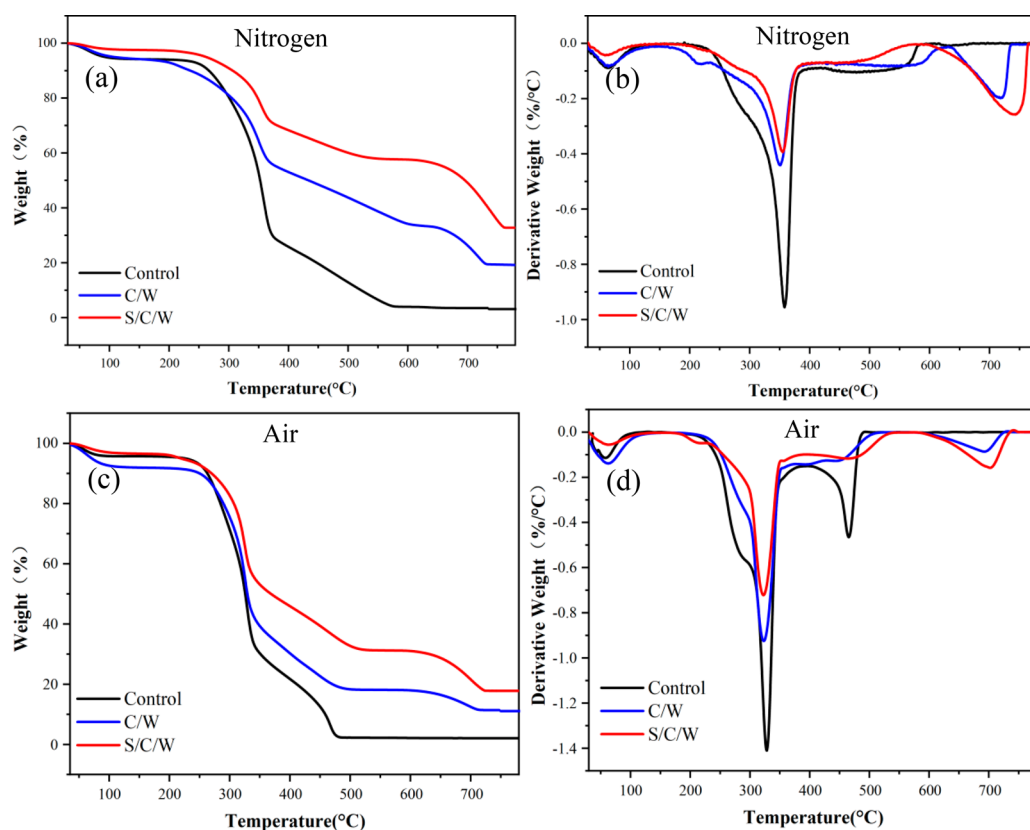 Nitrogen
(a)
Weight (%)
100
80
60
40
20
0
Control
C/W
S/C/W
100 200 300 400 500 600 700
Temperature(°C)
Nitrogen
(b)
Derivative Weight (%/°C)
0.0
-0.2
-0.4
-0.6
-0.8
-1.0
Control
C/W
S/C/W
100 200 300 400 500 600 700
Temperature(°C)
Air
(c)
Weight (%)
100
80
60
40
20
0
Control
C/W
S/C/W
100 200 300 400 500 600 700
Temperature(°C)
Air
(d)
Derivative Weight (%/°C)
0.0
-0.2
-0.4
-0.6
-0.8
-1.0
-1.2
-1.4
Control
C/W
S/C/W
100 200 300 400 500 600 700
Temperature(°C)